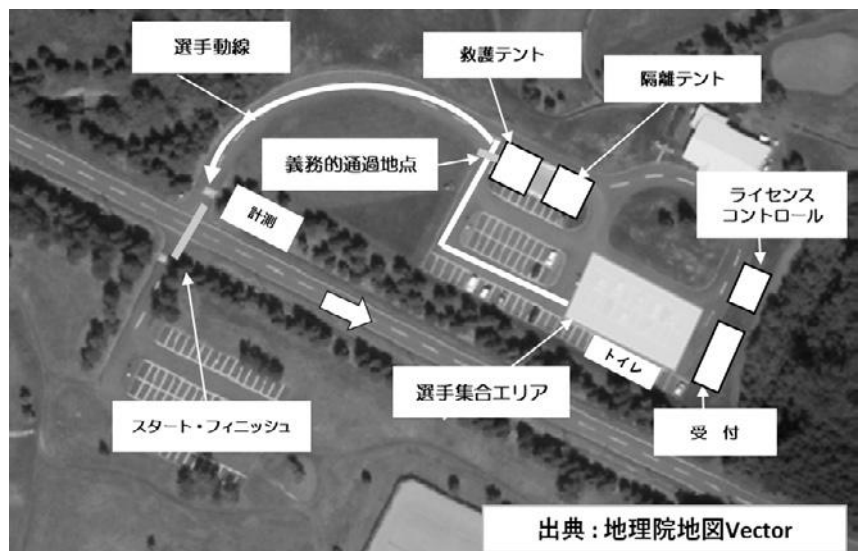 選手動線
救護テント
隔離テント
義務的通過地点
ライセンス
コントロール
計測
トイレ
選手集合エリア
スタート・フィニッシュ
受 付
出典:地理院地図Vector